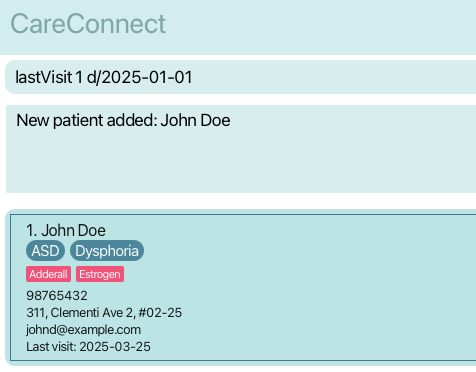 CareConnect
lastVisit 1 d/2025-01-01
New patient added: John Doe
1. John Doe
ASD Dysphoria
Adderall Estrogen
98765432
311, Clementi Ave 2, #02-25
johnd@example.com
Last visit: 2025-03-25